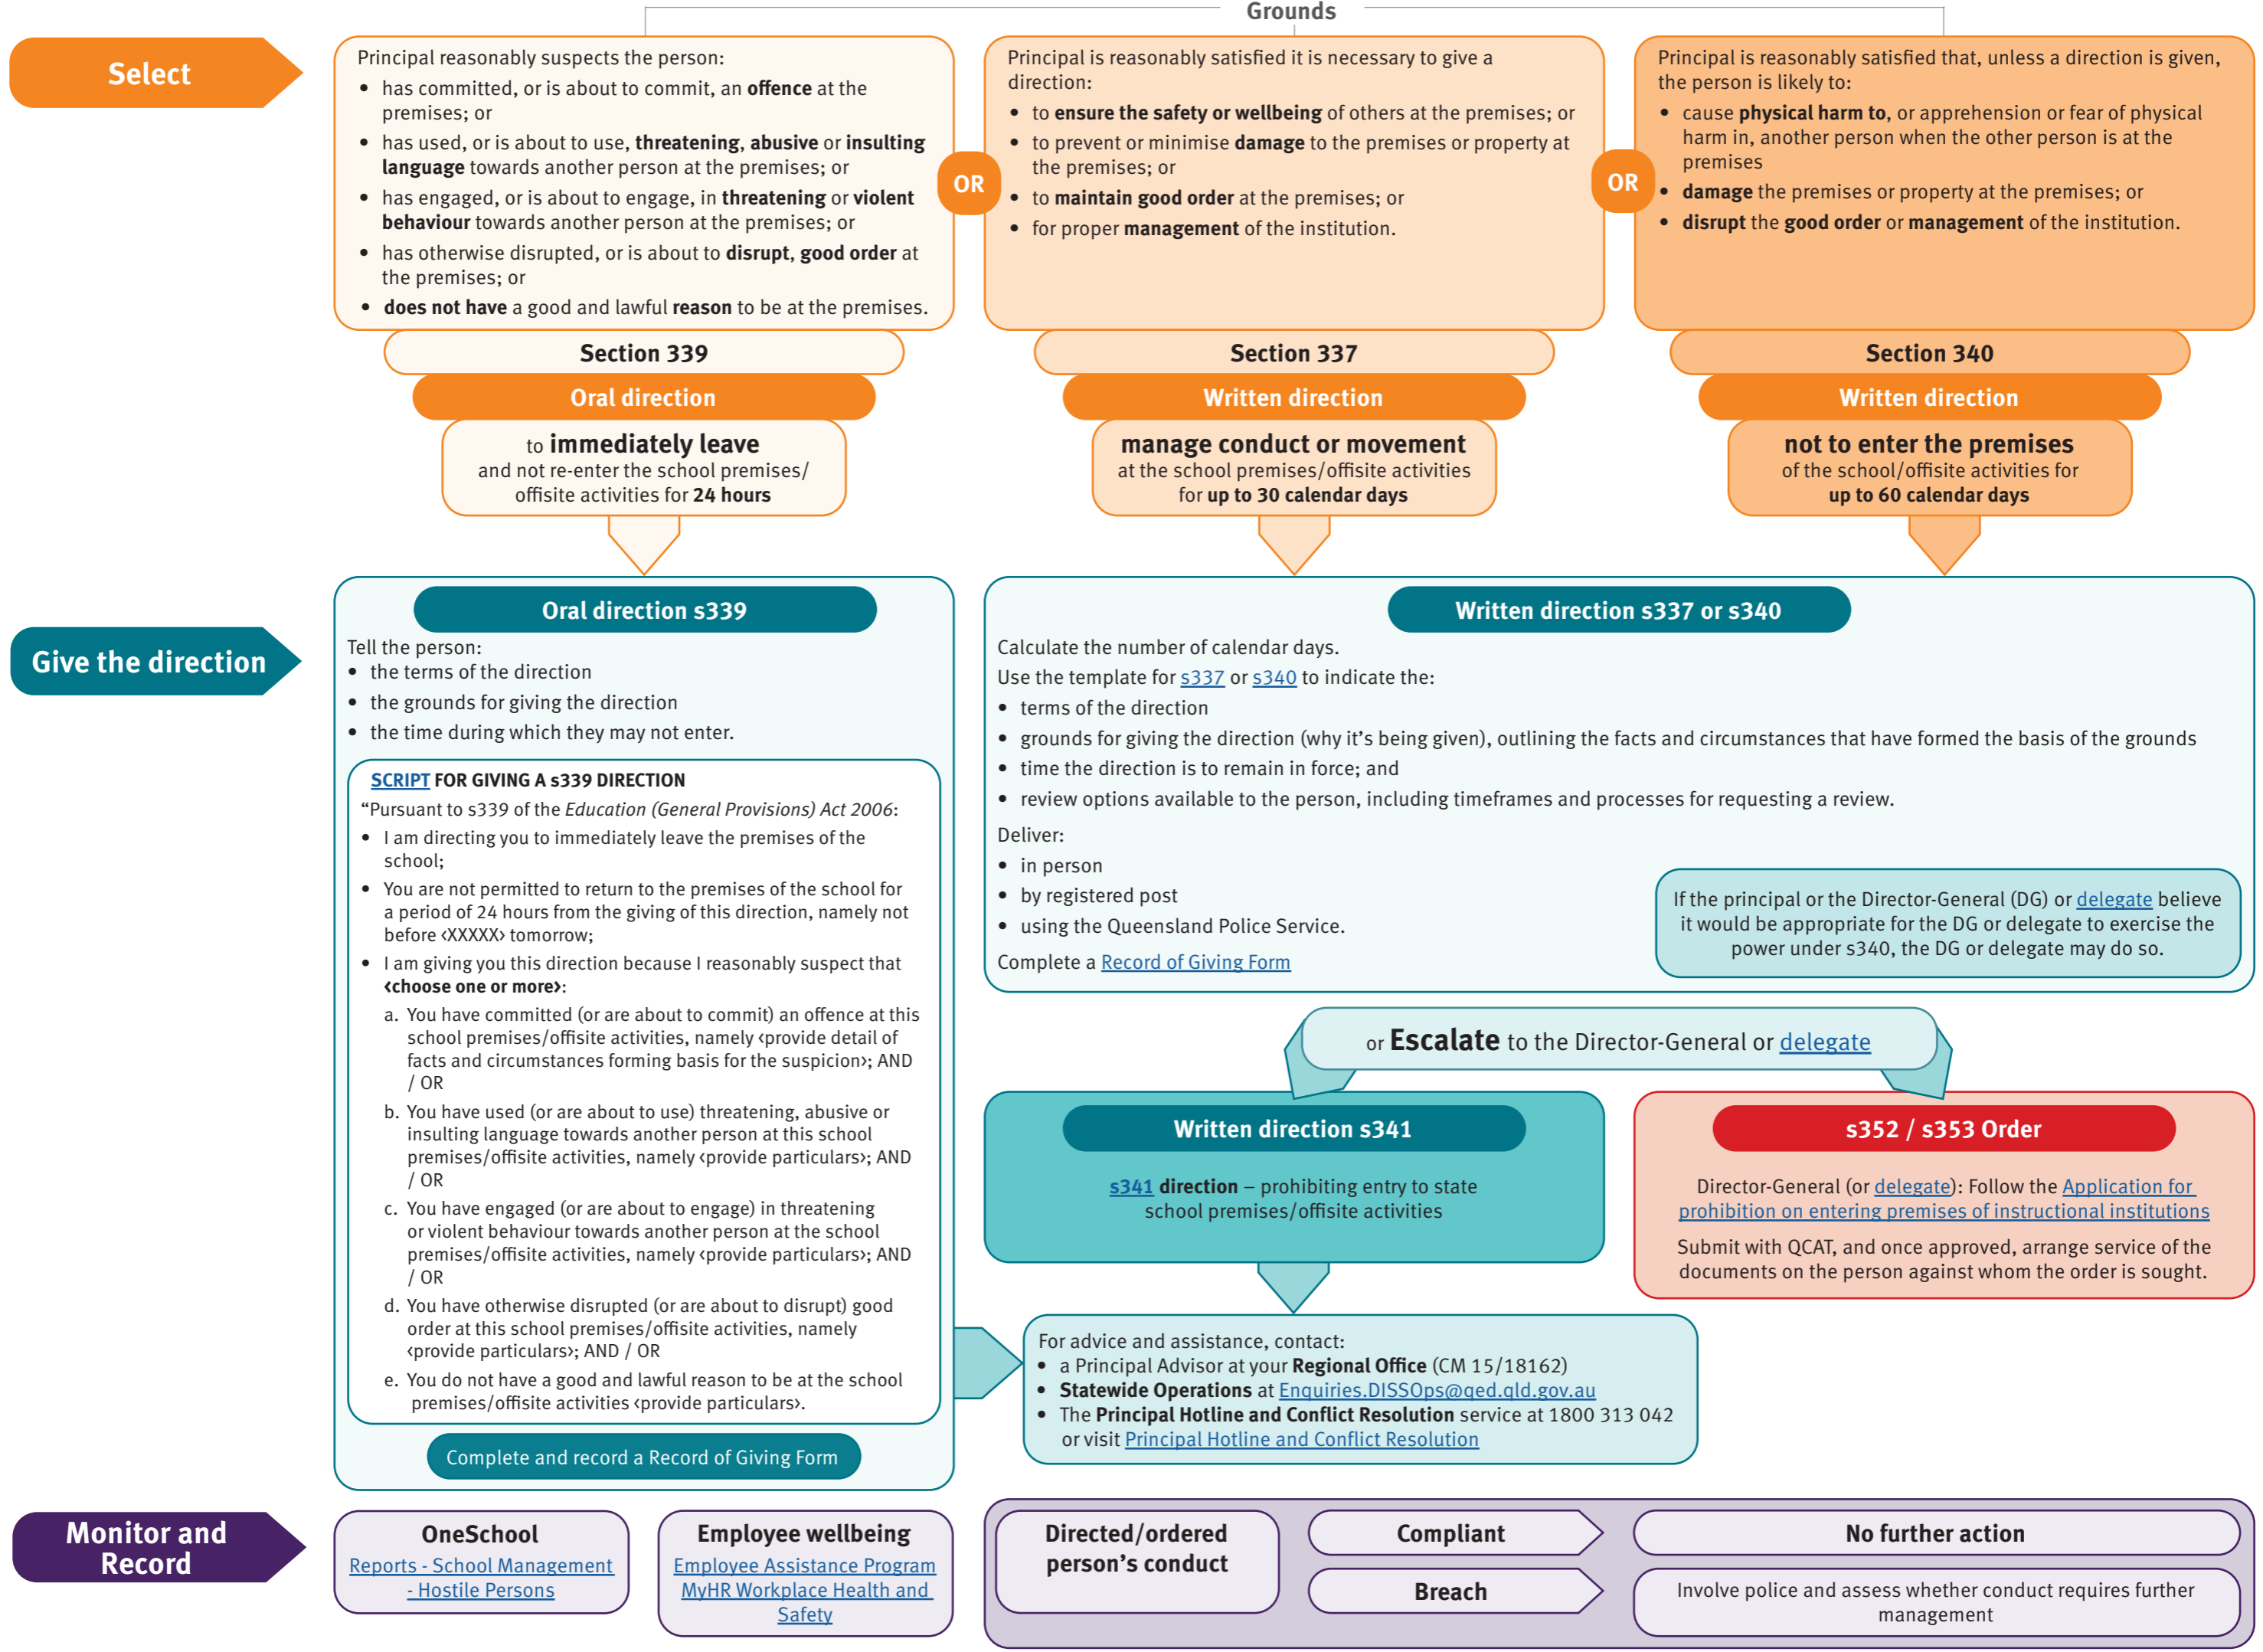 Grounds
Select
Principal reasonably suspects the person:
• has committed, or is about to commit, an offence at the
premises; or
• has used, or is about to use, threatening, abusive or insulting
language towards another person at the premises; or
• has engaged, or is about to engage, in threatening or violent
behaviour towards another person at the premises; or
• has otherwise disrupted, or is about to disrupt, good order at
the premises; or
• does not have a good and lawful reason to be at the premises.
OR
Principal is reasonably satisfied it is necessary to give a
direction:
• to ensure the safety or wellbeing of others at the premises; or
• to prevent or minimise damage to the premises or property at
the premises; or
• to maintain good order at the premises; or
• for proper management of the institution.
OR
Principal is reasonably satisfied that, unless a direction is given,
the person is likely to:
• cause physical harm to, or apprehension or fear of physical
harm in, another person when the other person is at the
premises
• damage the premises or property at the premises; or
• disrupt the good order or management of the institution.
Section 339
Oral direction
to immediately leave
and not re-enter the school premises/
offisite activities for 24 hours
Section 337
Written direction
manage conduct or movement
at the school premises/offisite activities
for up to 30 calendar days
Section 340
Written direction
not to enter the premises
of the school/offisite activities for
up to 60 calendar days
Give the direction
Oral direction s339
Tell the person:
• the terms of the direction
• the grounds for giving the direction
• the time during which they may not enter.
SCRIPT FOR GIVING A s339 DIRECTION
“Pursuant to s339 of the Education (General Provisions) Act 2006:
• I am directing you to immediately leave the premises of the
school;
• You are not permitted to return to the premises of the school for
a period of 24 hours from the giving of this direction, namely not
before ‹XXXXX› tomorrow;
• I am giving you this direction because I reasonably suspect that
‹choose one or more›:
a. You have committed (or are about to commit) an offence at this
school premises/offisite activities, namely ‹provide detail of
facts and circumstances forming basis for the suspicion›; AND
/ OR
b. You have used (or are about to use) threatening, abusive or
insulting language towards another person at this school
premises/offisite activities, namely ‹provide particulars›; AND
/ OR
c. You have engaged (or are about to engage) in threatening
or violent behaviour towards another person at the school
premises/offisite activities, namely ‹provide particulars›; AND
/ OR
d. You have otherwise disrupted (or are about to disrupt) good
order at this school premises/offisite activities, namely
‹provide particulars›; AND / OR
e. You do not have a good and lawful reason to be at the school
premises/offisite activities ‹provide particulars›.
Complete and record a Record of Giving Form
Written direction s337 or s340
Calculate the number of calendar days.
Use the template for s337 or s340 to indicate the:
• terms of the direction
• grounds for giving the direction (why it’s being given), outlining the facts and circumstances that have formed the basis of the grounds
• time the direction is to remain in force; and
• review options available to the person, including timeframes and processes for requesting a review.
Deliver:
• in person
• by registered post
• using the Queensland Police Service.
Complete a Record of Giving Form
If the principal or the Director-General (DG) or delegate believe
it would be appropriate for the DG or delegate to exercise the
power under s340, the DG or delegate may do so.
or Escalate to the Director-General or delegate
Written direction s341
s341 direction – prohibiting entry to state
school premises/offisite activities
s352 / s353 Order
Director-General (or delegate): Follow the Application for
prohibition on entering premises of instructional institutions
Submit with QCAT, and once approved, arrange service of the
documents on the person against whom the order is sought.
For advice and assistance, contact:
• a Principal Advisor at your Regional Office (CM 15/18162)
• Statewide Operations at Enquiries.DISSOps@qed.qld.gov.au
• The Principal Hotline and Conflict Resolution service at 1800 313 042
or visit Principal Hotline and Conflict Resolution
Monitor and
Record
OneSchool
Reports - School Management
- Hostile Persons
Employee wellbeing
Employee Assistance Program
MyHR Workplace Health and
Safety
Directed/ordered
person’s conduct
Compliant
No further action
Breach
Involve police and assess whether conduct requires further
management